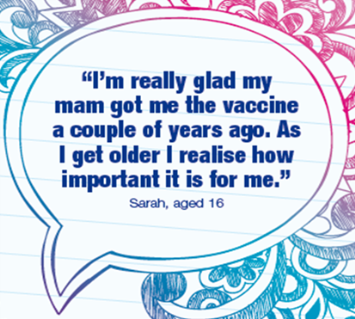 “I’m really glad my
mam got me the vaccine
a couple of years ago. As
I get older I realise how
important it is for me.”
Sarah, aged 16